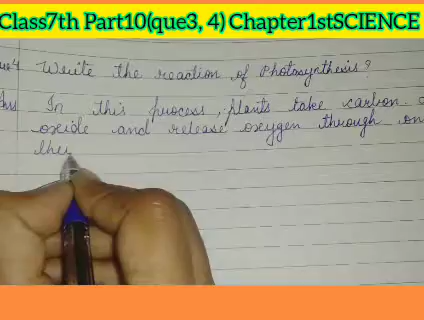 Class7th Part10(que3, 4) Chapter1stSCIENCE
Write the reaction of Photosynthesis?
Ans In this process, plants take carbon
oxide and release oxygen through